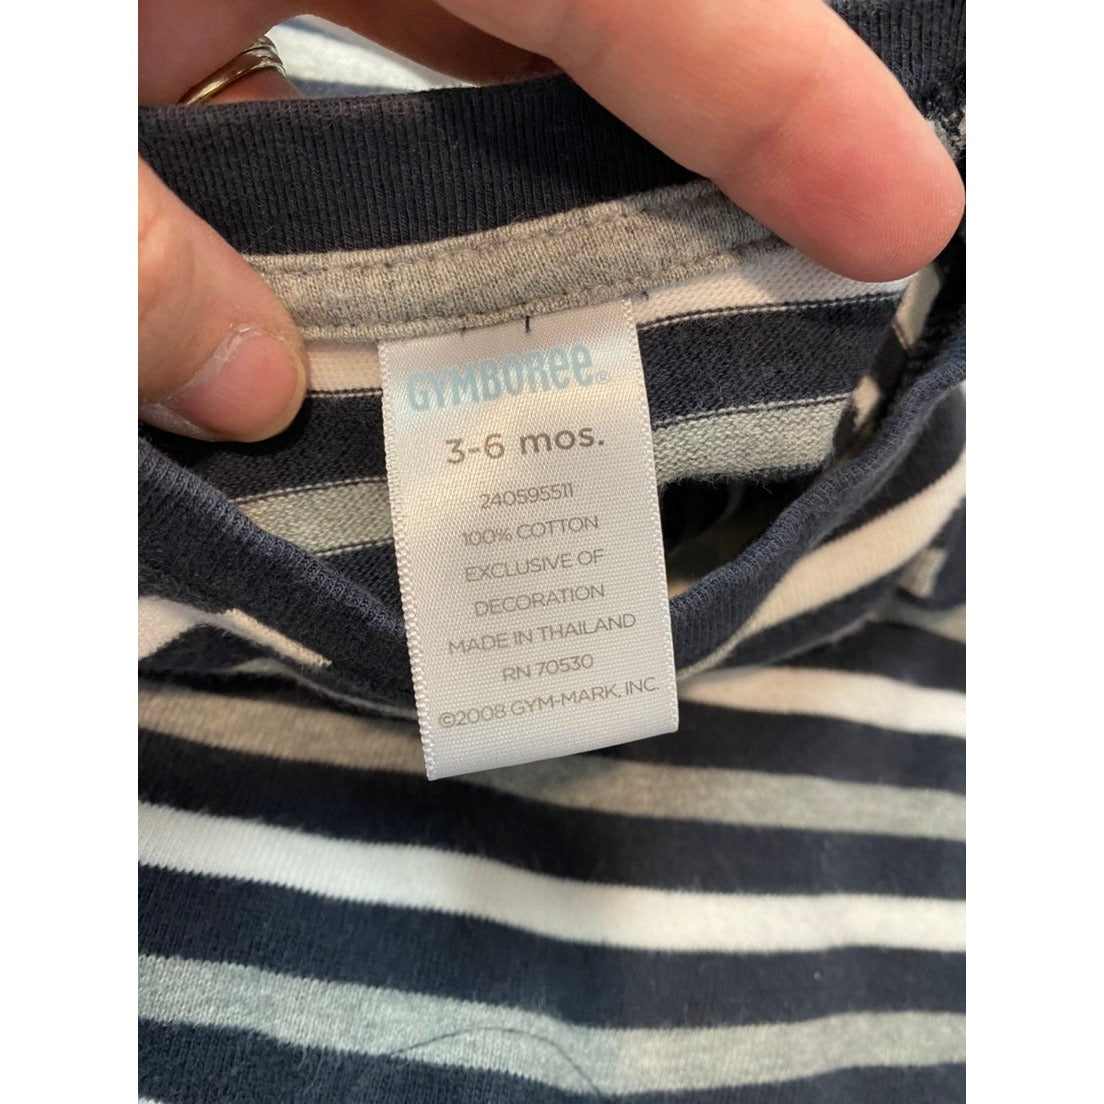 GYMBOREE®
3-6 mos.
240595511
100% COTTON
EXCLUSIVE OF
DECORATION
MADE IN THAILAND
RN 70530
©2008 GYM-MARK, INC.